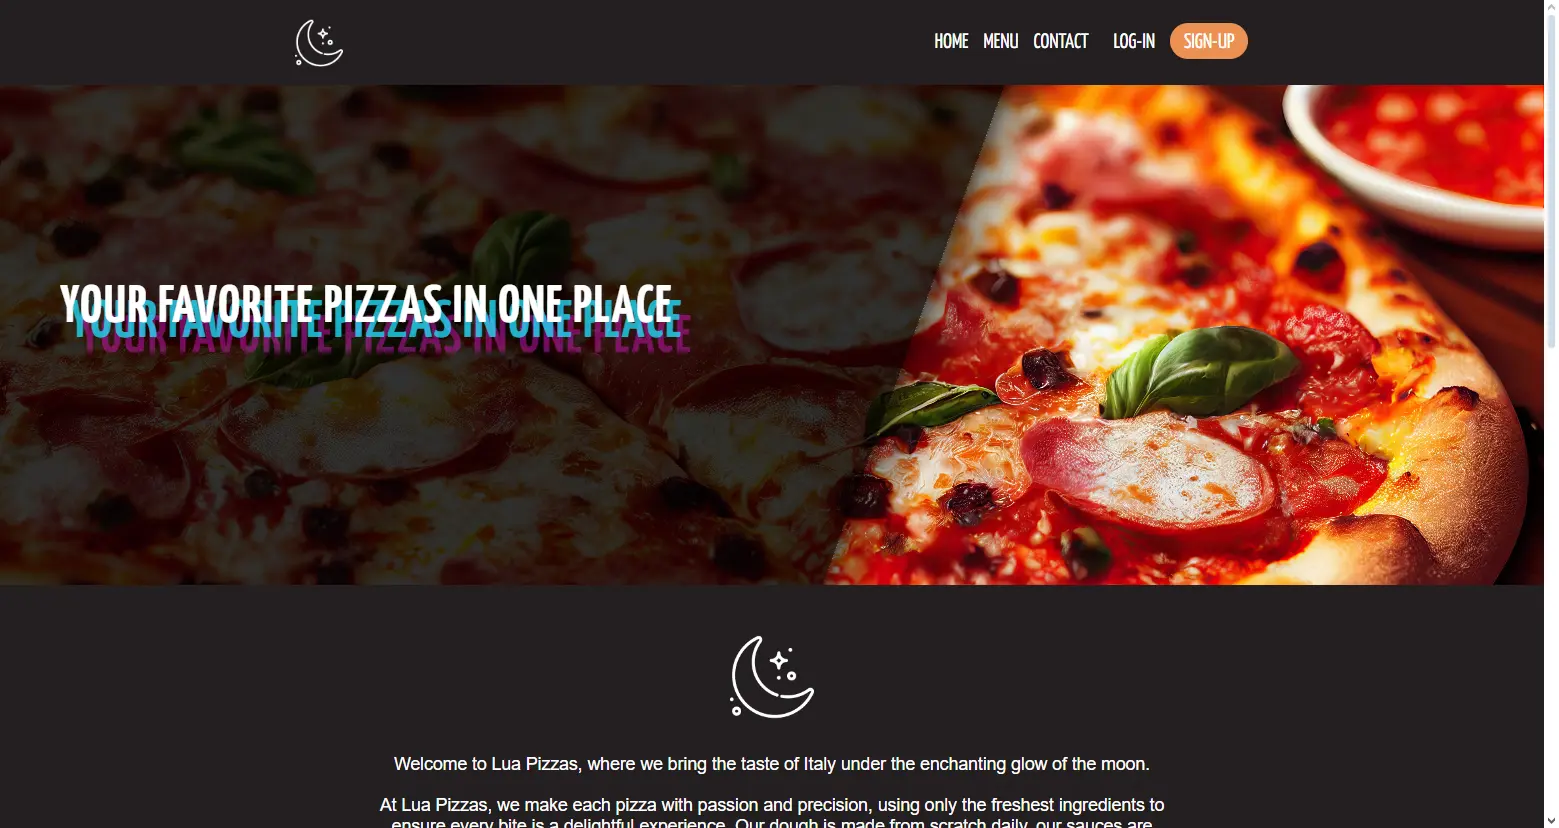 HOME MENU CONTACT LOG-IN SIGN-UP
YOUR FAVORITE PIZZAS IN ONE PLACE
Welcome to Lua Pizzas, where we bring the taste of Italy under the enchanting glow of the moon.
At Lua Pizzas, we make each pizza with passion and precision, using only the freshest ingredients to
ensure every bite is a delightful experience. Our dough is made from scratch daily, our sauces are